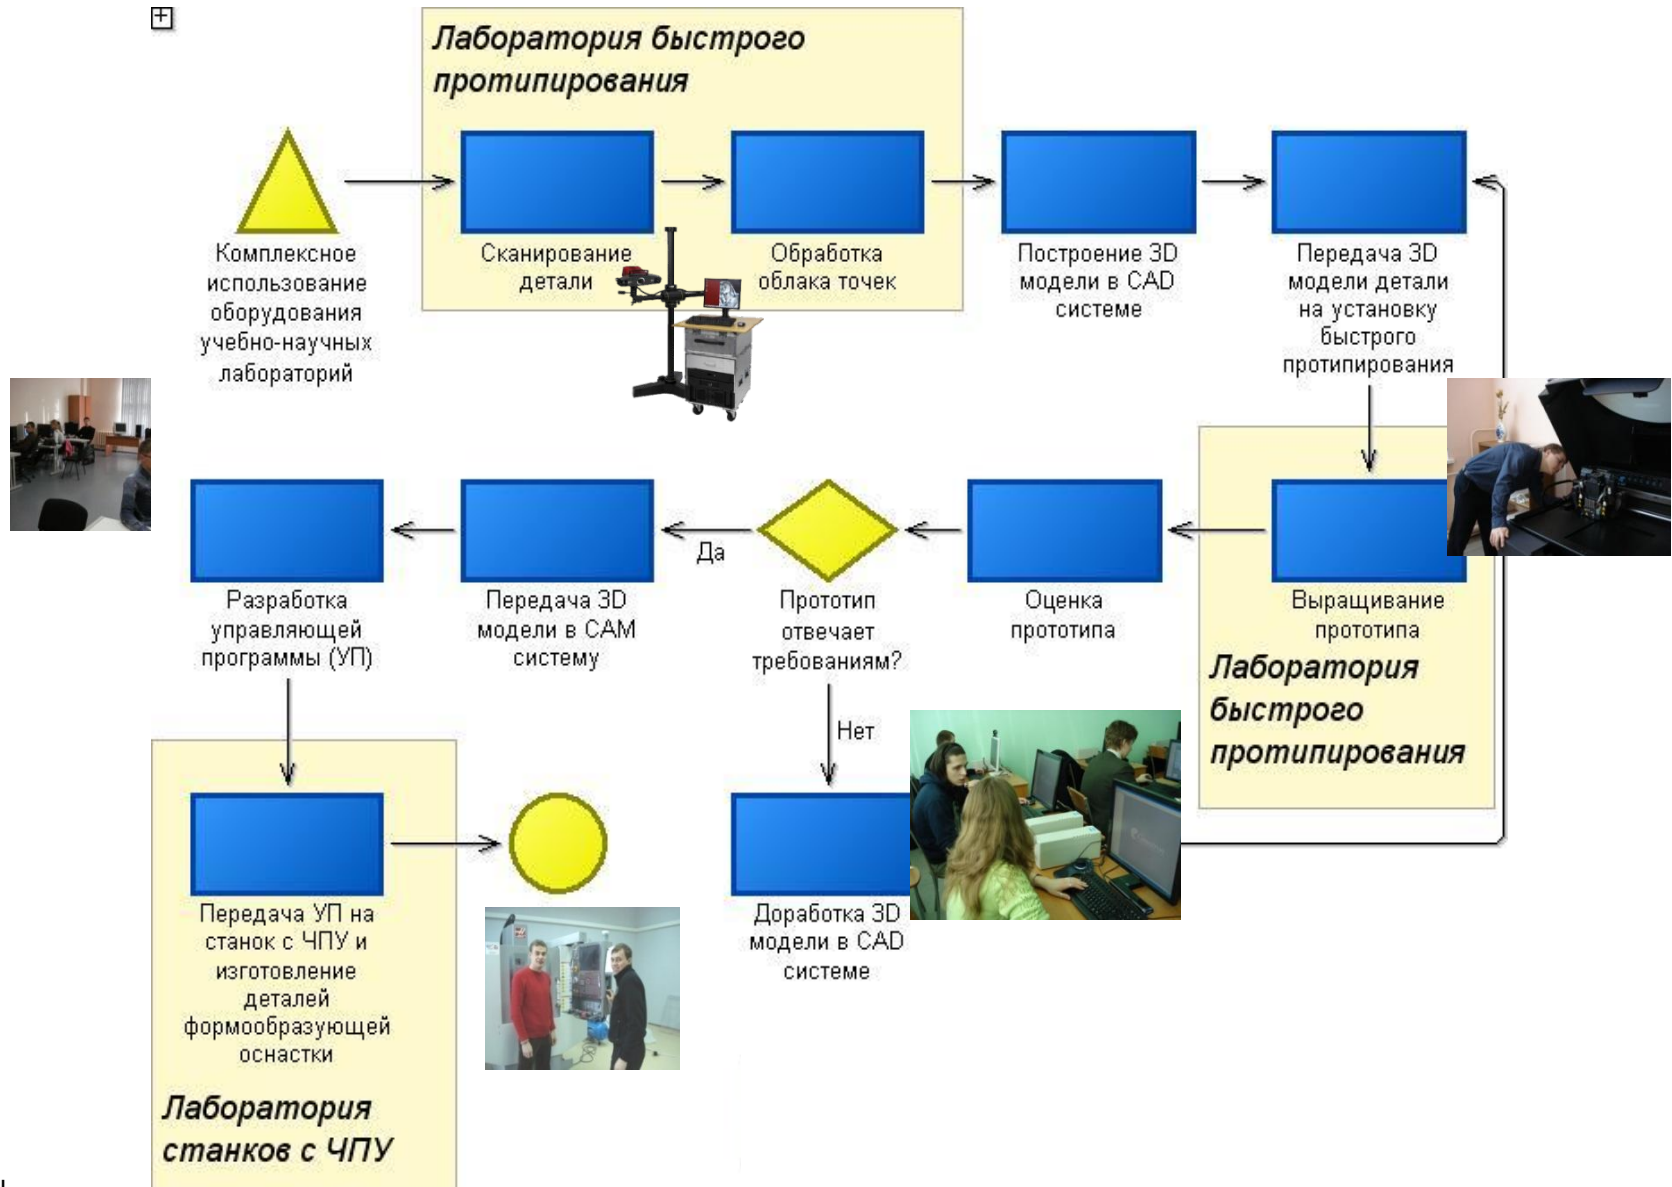 Лаборатория быстрого
протипирования
Комплексное
использование
оборудования
учебно-научных
лабораторий
Сканирование
детали
Обработка
облака точек
Построение 3D
модели в CAD
системе
Передача 3D
модели детали
на установку
быстрого
протипирования
Разработка
управляющей
программы (УП)
Передача 3D
модели в CAM
систему
Да
Прототип
отвечает
требованиям?
Нет
Оценка
прототипа
Выращивание
прототипа
Лаборатория
быстрого
протипирования
Передача УП на
станок с ЧПУ и
изготовление
деталей
формообразующей
оснастки
Лаборатория
станков с ЧПУ
Доработка 3D
модели в CAD
системе